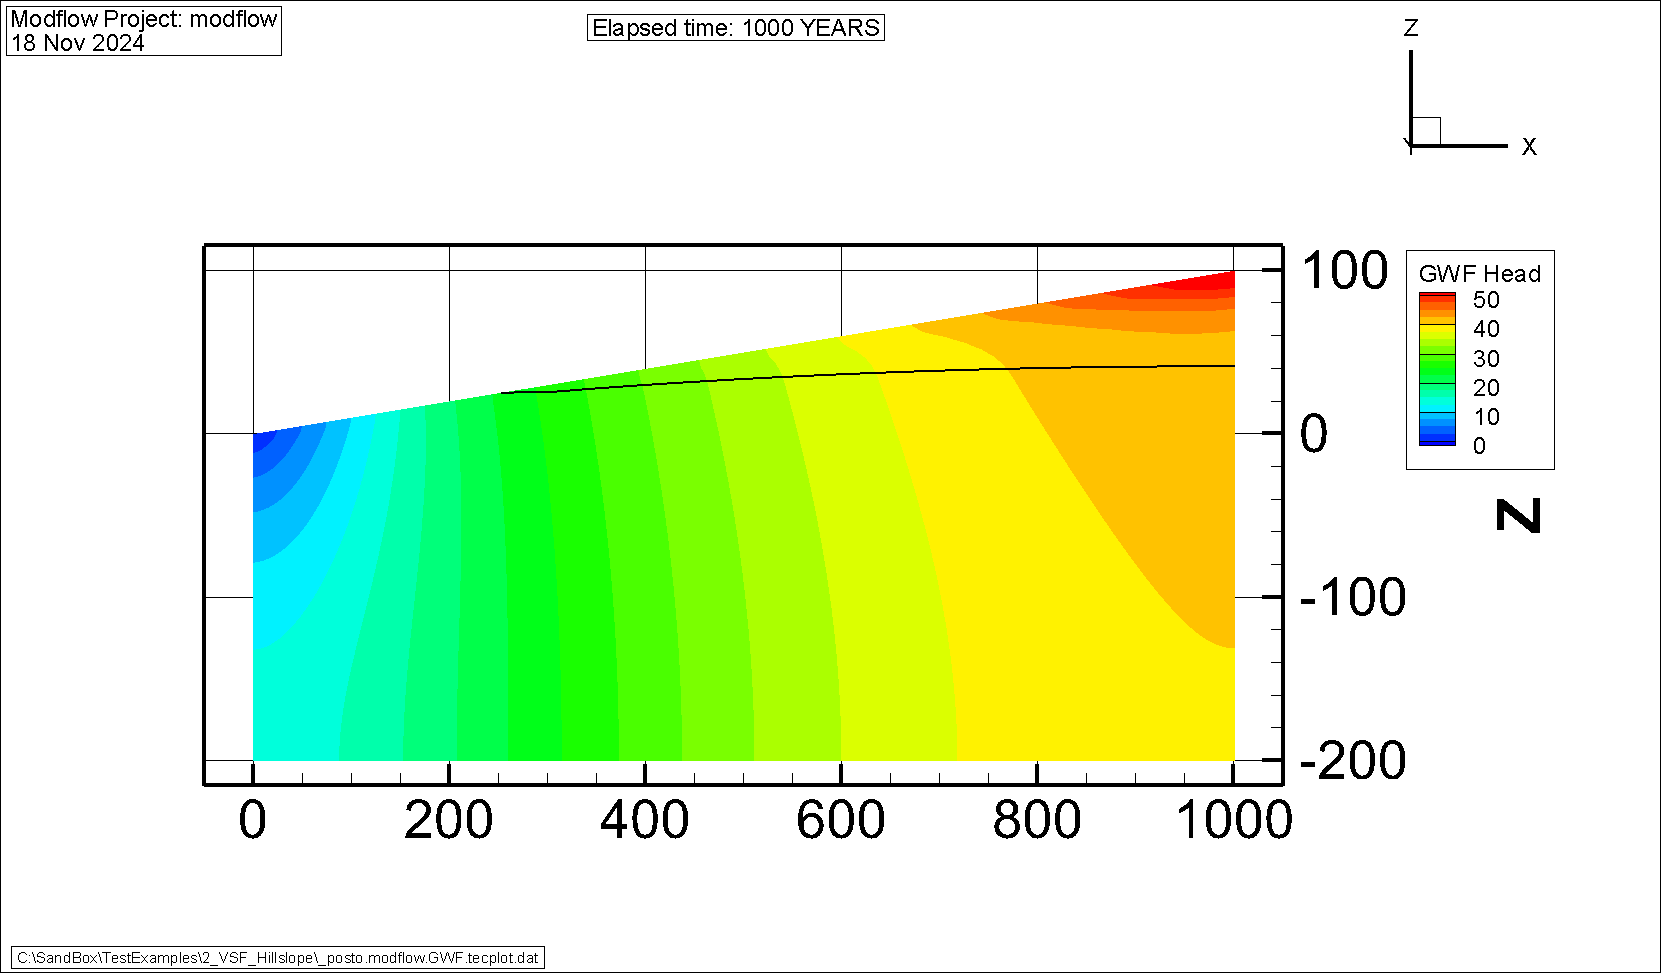 Modflow Project: modflow
18 Nov 2024
Elapsed time: 1000 YEARS
Z
Y
X
100
0
-100
-200
Z
GWF Head
50
40
30
20
10
0
0 200 400 600 800 1000
C:\SandBox\TestExamples\2_VSF_Hillslope\_posto.modflow.GWF.tecplot.dat